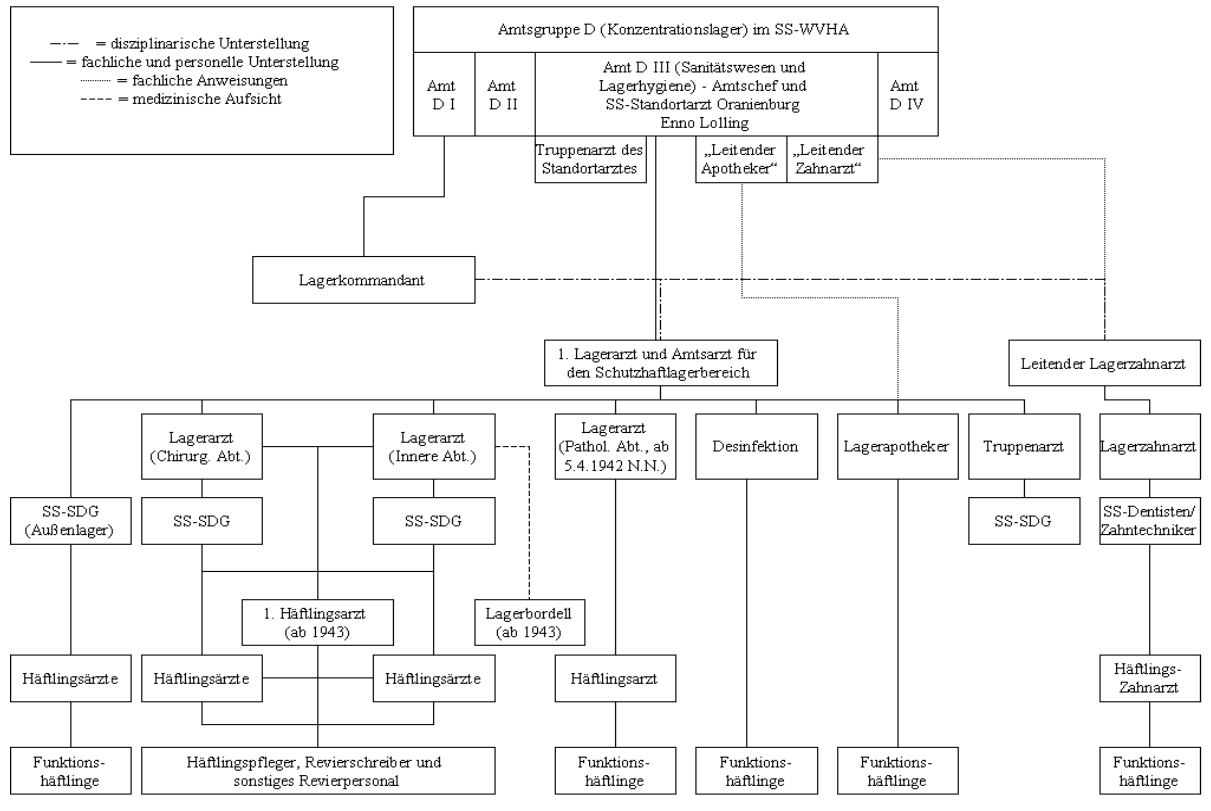 = disziplinarische Unterstellung
= fachliche und personelle Unterstellung
= fachliche Anweisungen
= medizinische Aufsicht
Amtsgruppe D (Konzentrationslager) im SS-WVHA
Amt
D I
Amt
D II
Amt D III (Sanitätswesen und
Lagerhygiene) - Amtschef und
SS-Standortarzt Oranienburg
Enno Lolling
Amt
D IV
Truppenarzt des
Standortarztes
„Leitender
Apotheker“
„Leitender
Zahnarzt“
Lagerkommandant
1. Lagerarzt und Amtsarzt für
den Schutzhaftlagerbereich
Leitender Lagerzahnarzt
Lagerarzt
(Chirurg. Abt.)
Lagerarzt
(Innere Abt.)
Lagerarzt
(Pathol. Abt., ab
5.4.1942 N.N.)
Desinfektion
Lagerapotheker
Truppenarzt
Lagerzahnarzt
SS-SDG
(Außenlager)
SS-SDG
SS-SDG
SS-SDG
SS-Dentisten/
Zahntechniker
1. Häftlingsarzt
(ab 1943)
Lagerbordell
(ab 1943)
Häftlingsärzte
Häftlingsärzte
Häftlingsärzte
Häftlingsarzt
Häftlings-
Zahnarzt
Funktions-
häftlinge
Häftlingspfleger, Revierschreiber und
sonstiges Revierpersonal
Funktions-
häftlinge
Funktions-
häftlinge
Funktions-
häftlinge
Funktions-
häftlinge